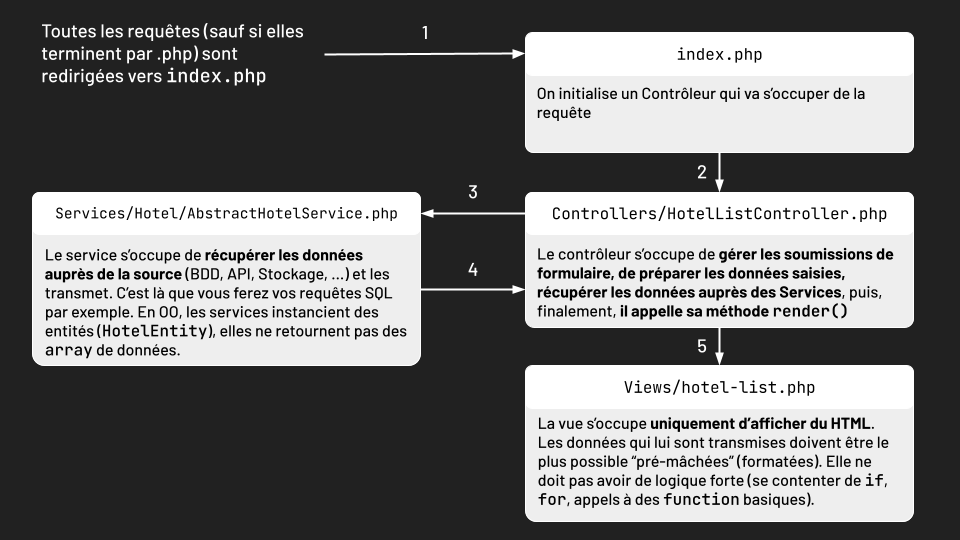 Toutes les requêtes (sauf si elles
terminent par .php) sont
redirigées vers index.php
1
index.php
On initialise un Contrôleur qui va s’occuper de la
requête
2
3
Services/Hotel/AbstractHotelService.php
Le service s’occupe de récupérer les données
auprès de la source (BDD, API, Stockage, ...) et les
transmet. C’est là que vous ferez vos requêtes SQL
par exemple. En OO, les services instancient des
entités (HotelEntity), elles ne retournent pas des
array de données.
4
Controllers/HotelListController.php
Le contrôleur s’occupe de gérer les soumissions de
formulaire, de préparer les données saisies,
récupérer les données auprès des Services, puis,
finalement, il appelle sa méthode render()
5
Views/hotel-list.php
La vue s’occupe uniquement d’afficher du HTML.
Les données qui lui sont transmises doivent être le
plus possible “pré-mâchées” (formatées). Elle ne
doit pas avoir de logique forte (se contenter de if,
for, appels à des function basiques).